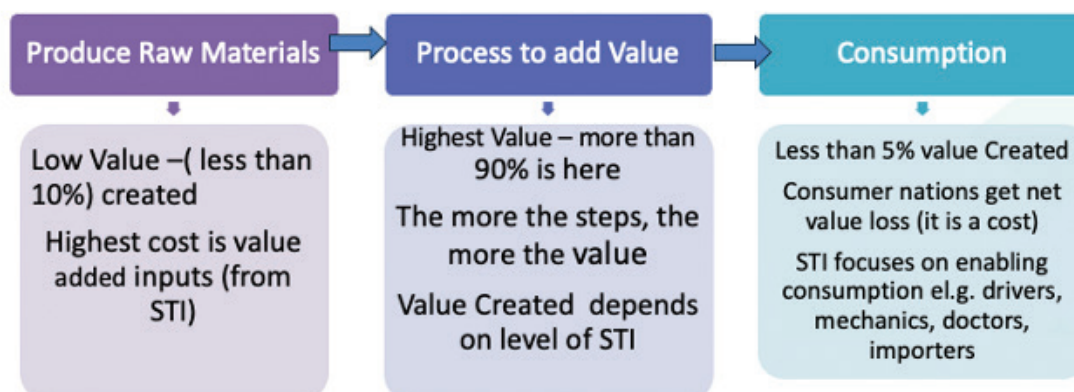 Produce Raw Materials
Process to add Value
Consumption
Low Value –( less than
10%) created
Highest cost is value
added inputs (from
STI)
Highest Value – more than
90% is here
The more the steps, the
more the value
Value Created depends
on level of STI
Less than 5% value Created
Consumer nations get net
value loss (it is a cost)
STI focuses on enabling
consumption el.g. drivers,
mechanics, doctors,
importers